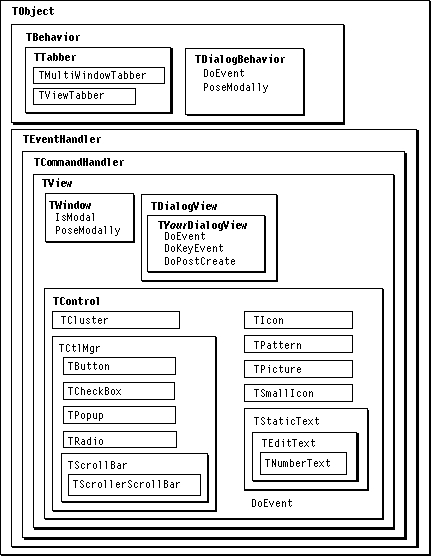 TObject
TBehavior
TTabber
TMultiWindowTabber
TViewTabber
TDialogBehavior
DoEvent
PoseModally
TEventHandler
TCommandHandler
TView
TWindow
IsModal
PoseModally
TDialogView
TYourDialogView
DoEvent
DoKeyEvent
DoPostCreate
TControl
TCluster
TCtlMgr
TButton
TCheckBox
TPopup
TRadio
TScrollBar
TScrollerScrollBar
TIcon
TPattern
TPicture
TSmallIcon
TStaticText
TEditText
TNumberText
DoEvent